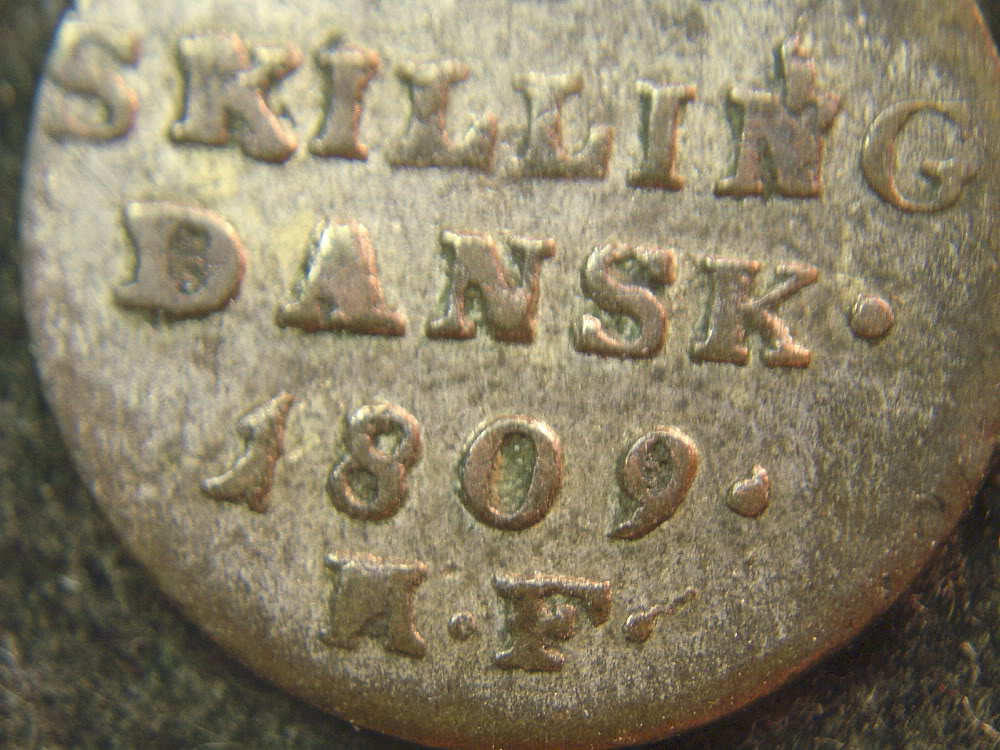 SKILLING
DANSK.
1809.
M.F.